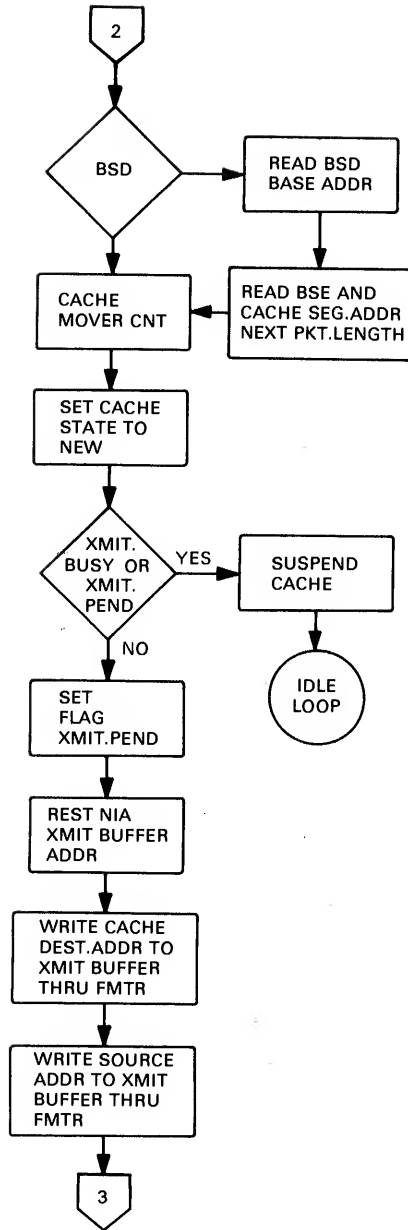 2
BSD
READ BSD
BASE ADDR
CACHE
MOVER CNT
READ BSE AND
CACHE SEG.ADDR
NEXT PKT.LENGTH
SET CACHE
STATE TO
NEW
XMIT.
BUSY OR
XMIT.
PEND
YES
SUSPEND
CACHE
NO
IDLE
LOOP
SET
FLAG
XMIT.PEND
REST NIA
XMIT BUFFER
ADDR
WRITE CACHE
DEST.ADDR TO
XMIT BUFFER
THRU FMTR
WRITE SOURCE
ADDR TO XMIT
BUFFER THRU
FMTR
3